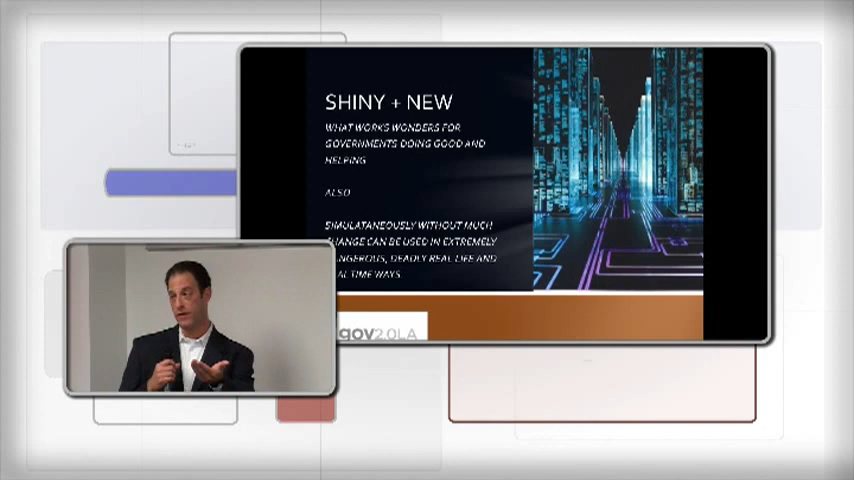 SHINY + NEW
WHAT WORKS WONDERS FOR
GOVERNMENTS DOING GOOD AND
HELPING
ALSO
SIMULATANEOUSLY WITHOUT MUCH
CHANGE CAN BE USED IN EXTREMELY
DANGEROUS, DEADLY REAL LIFE AND
REAL TIME WAYS
gov2.0LA